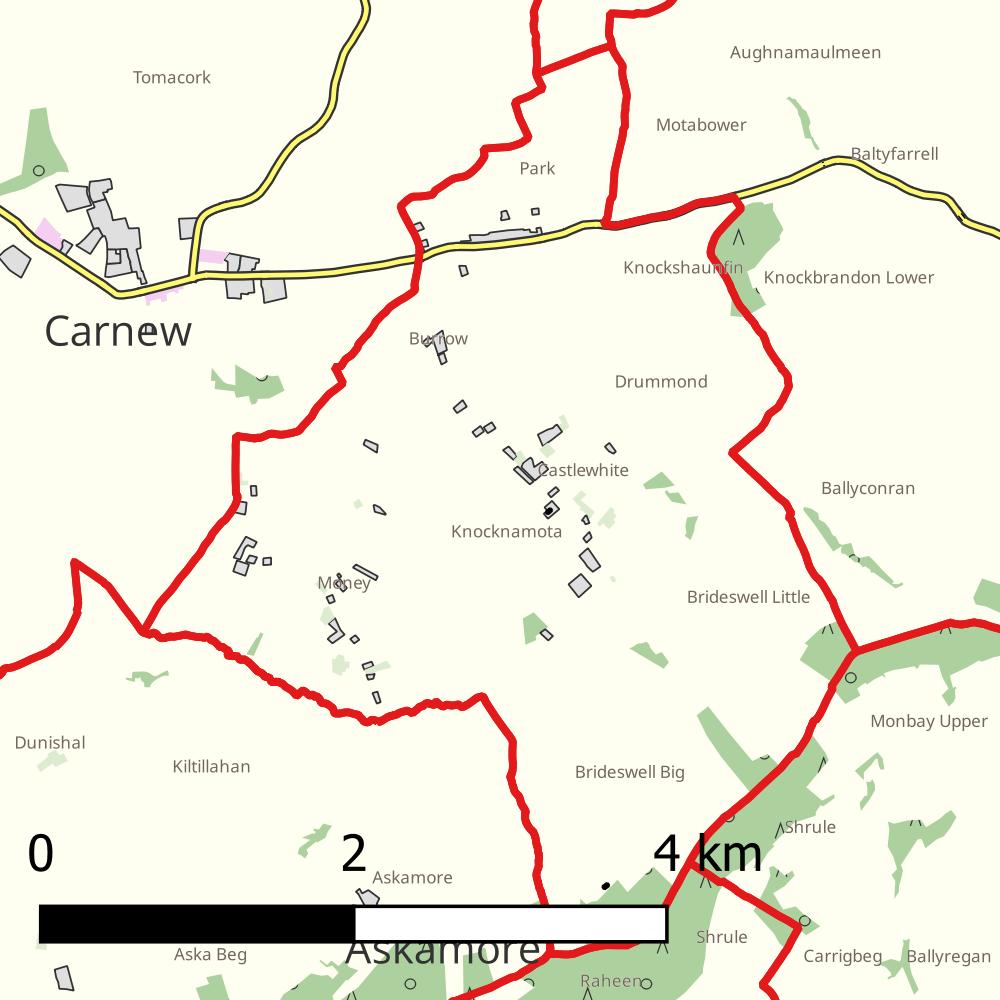 Aughnamaulmeen
Tomacork
Motabower
Baltyfarrell
Park
Knockshaunfin
Knockbrandon Lower
Carnew
Burrow
Drummond
Castlewhite
Ballyconran
Knocknamota
Money
Brideswell Little
Monbay Upper
Dunishal
Kiltillahan
Brideswell Big
Shrule
0 2 4 km
Askamore
Shrule
Askamore
Aska Beg
Carrigbeg
Ballyregan
Raheen